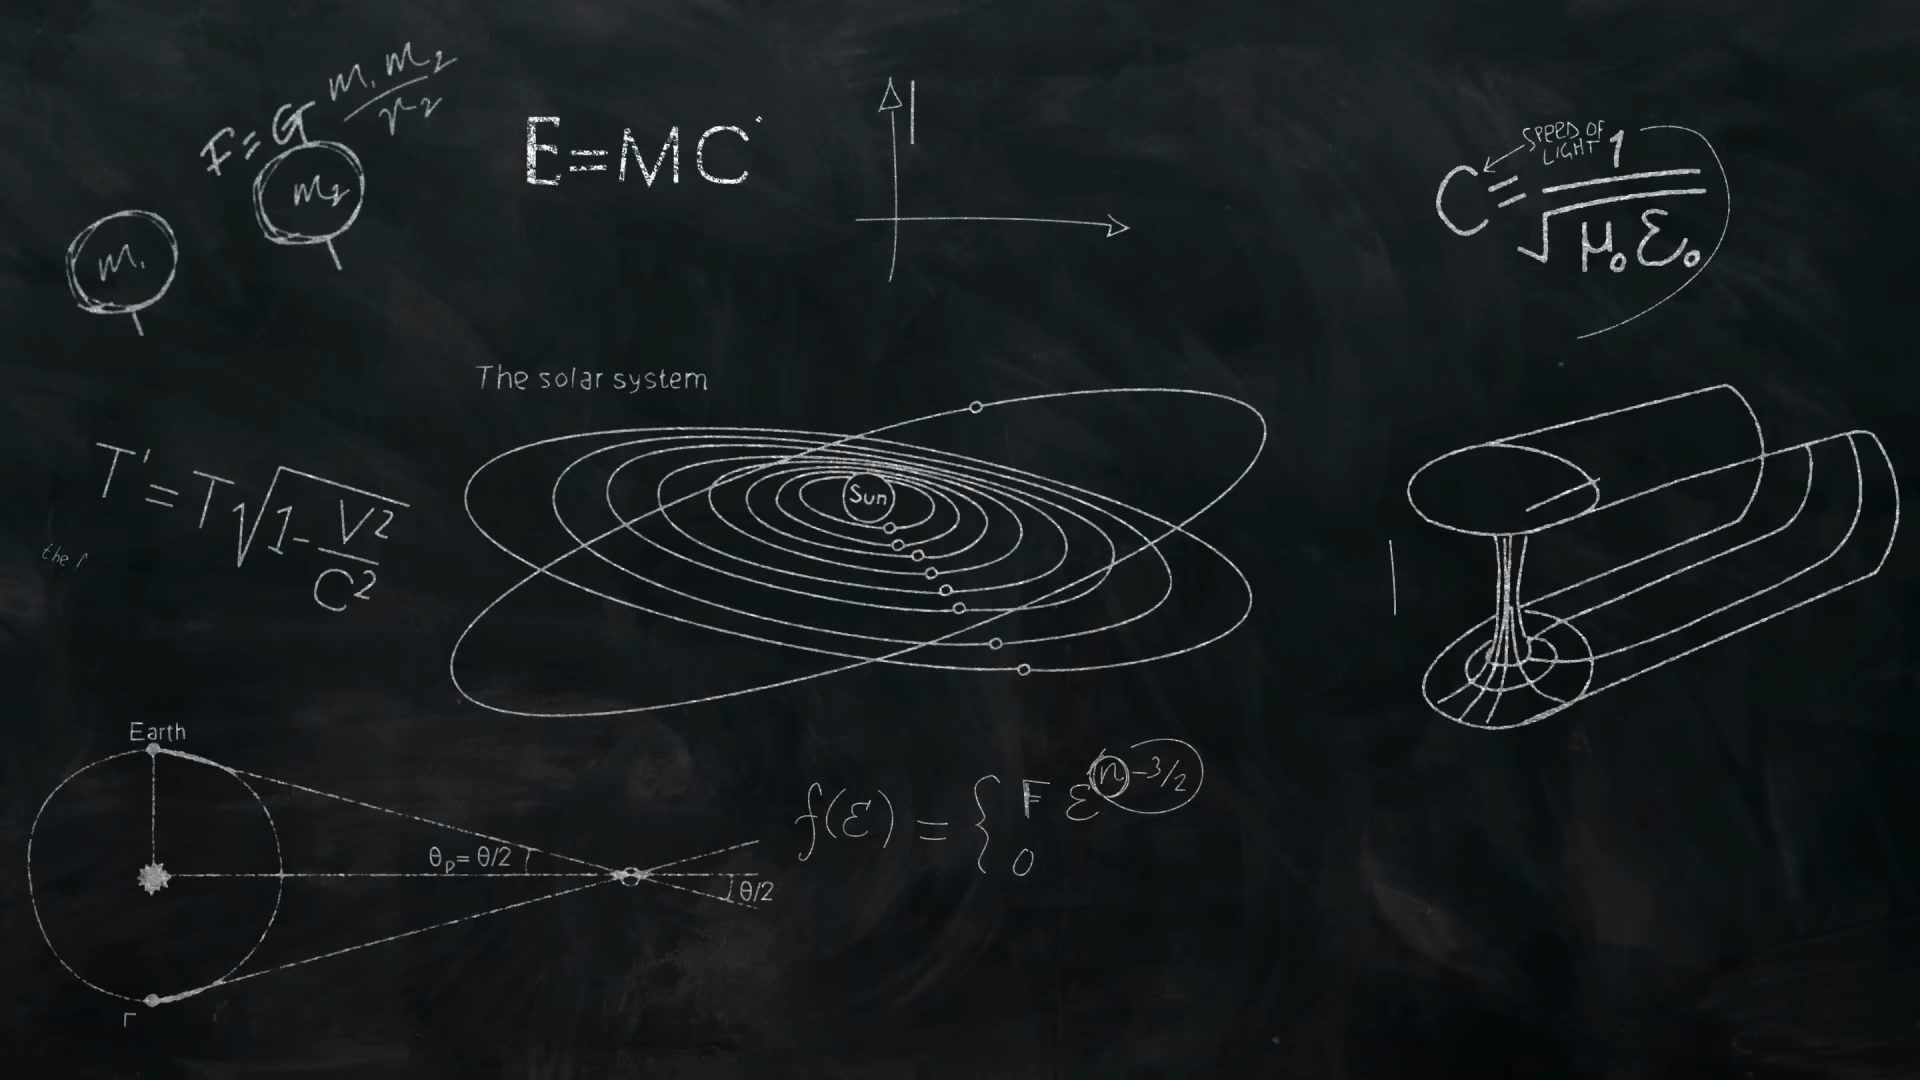 F=G m₁m₂/r²
m₂
m₁
E=MC
SPEED OF
LIGHT
C=1/√μ₀ε₀
The solar system
Sun
T'=T√1-V²/C²
the
Earth
θₚ=θ/2
θ/2
f(ε) = { F ε^n-3/2
0